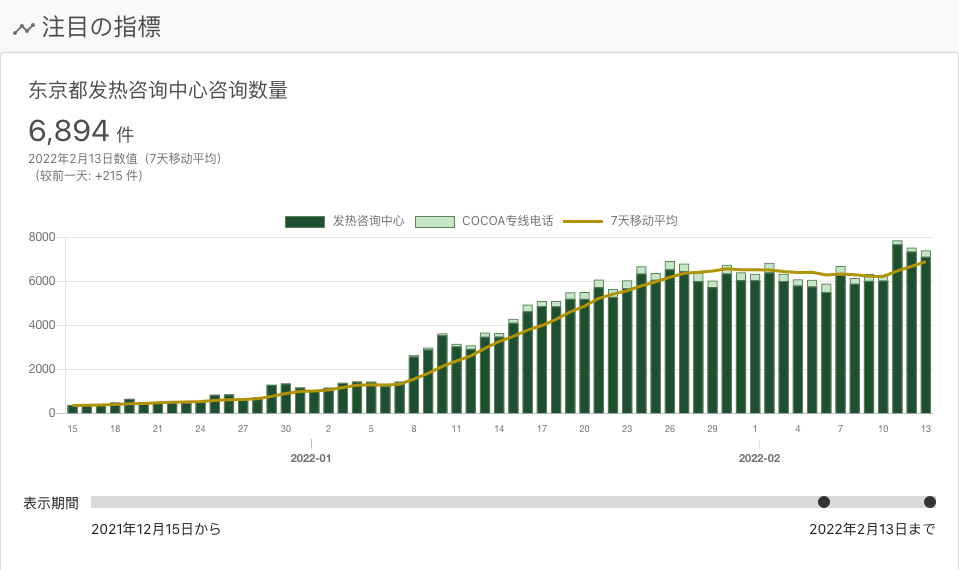 注目の指標
东京都发热咨询中心咨询数量
6,894 件
2022年2月13日数值（7天移动平均）
（较前一天: +215 件）
发热咨询中心 COCOA专线电话 7天移动平均
8000
6000
4000
2000
0
15 18 21 24 27 30 2 5 8 11 14 17 20 23 26 29 1 4 7 10 13
2022-01 2022-02
表示期間
2021年12月15日から 2022年2月13日まで